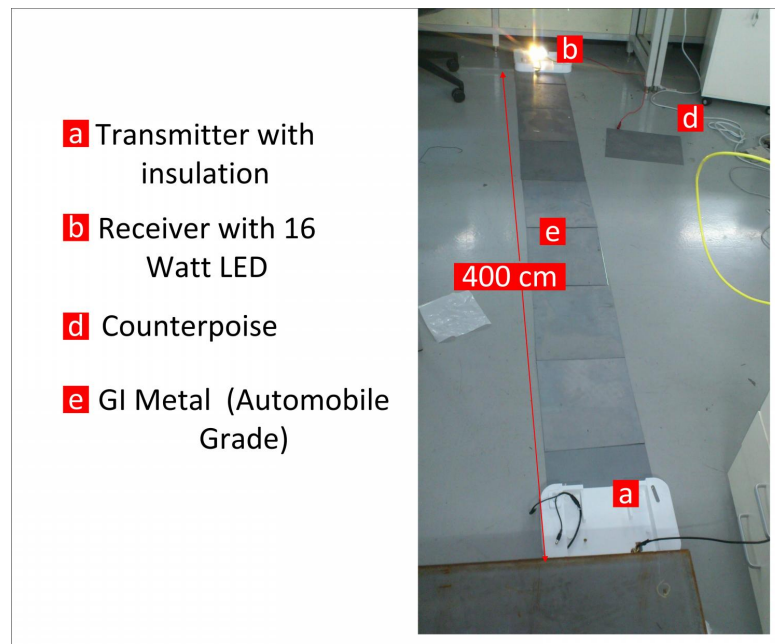 a Transmitter with
insulation
b Receiver with 16
Watt LED
d Counterpoise
e GI Metal (Automobile
Grade)
b
d
e
400 cm
a